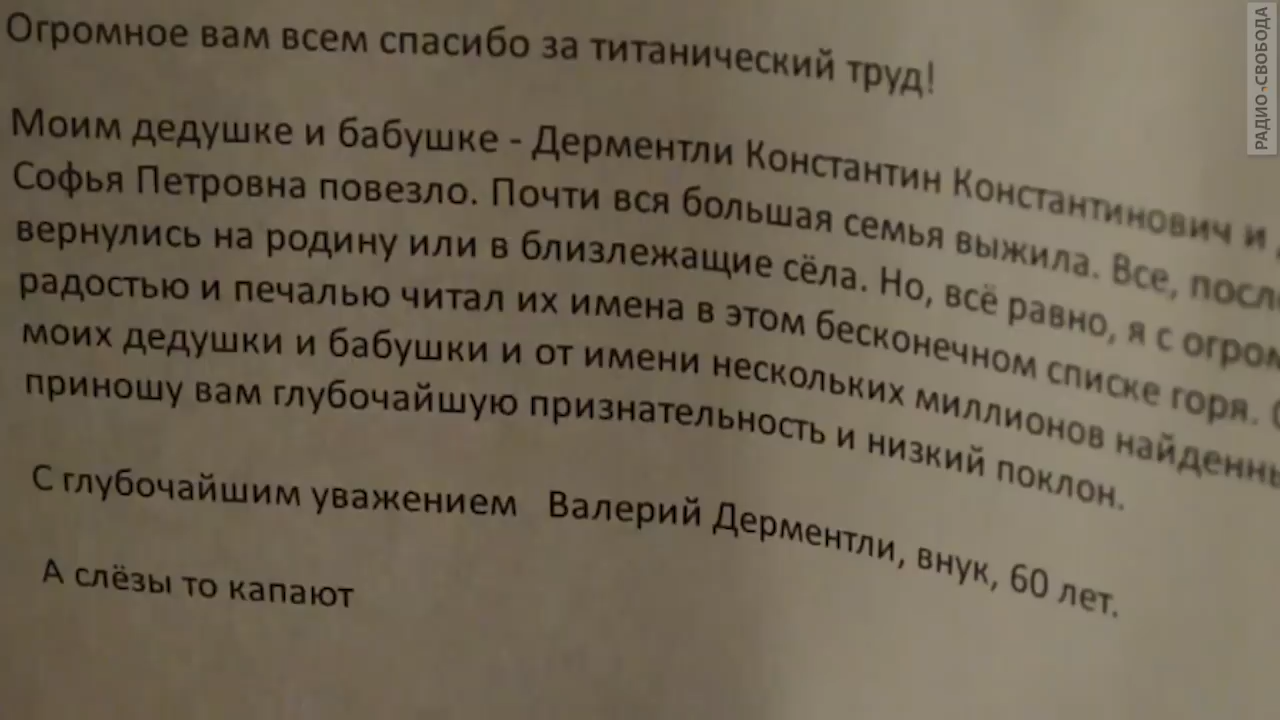 Огромное вам всем спасибо за титанический труд!
Моим дедушке и бабушке - Дерментли Константин Константинович и
Софья Петровна повезло. Почти вся большая семья выжила. Все,
вернулись на родину или в близлежащие сёла. Но, всё равно, я с
радостью и печалью читал их имена в этом бесконечном списке горя.
моих дедушки и бабушки и от имени нескольких миллионов
приношу вам глубочайшую признательность и низкий поклон.
С глубочайшим уважением Валерий Дерментли, внук, 60 лет.
А слёзы то капают
РАДИО СВОБОДА